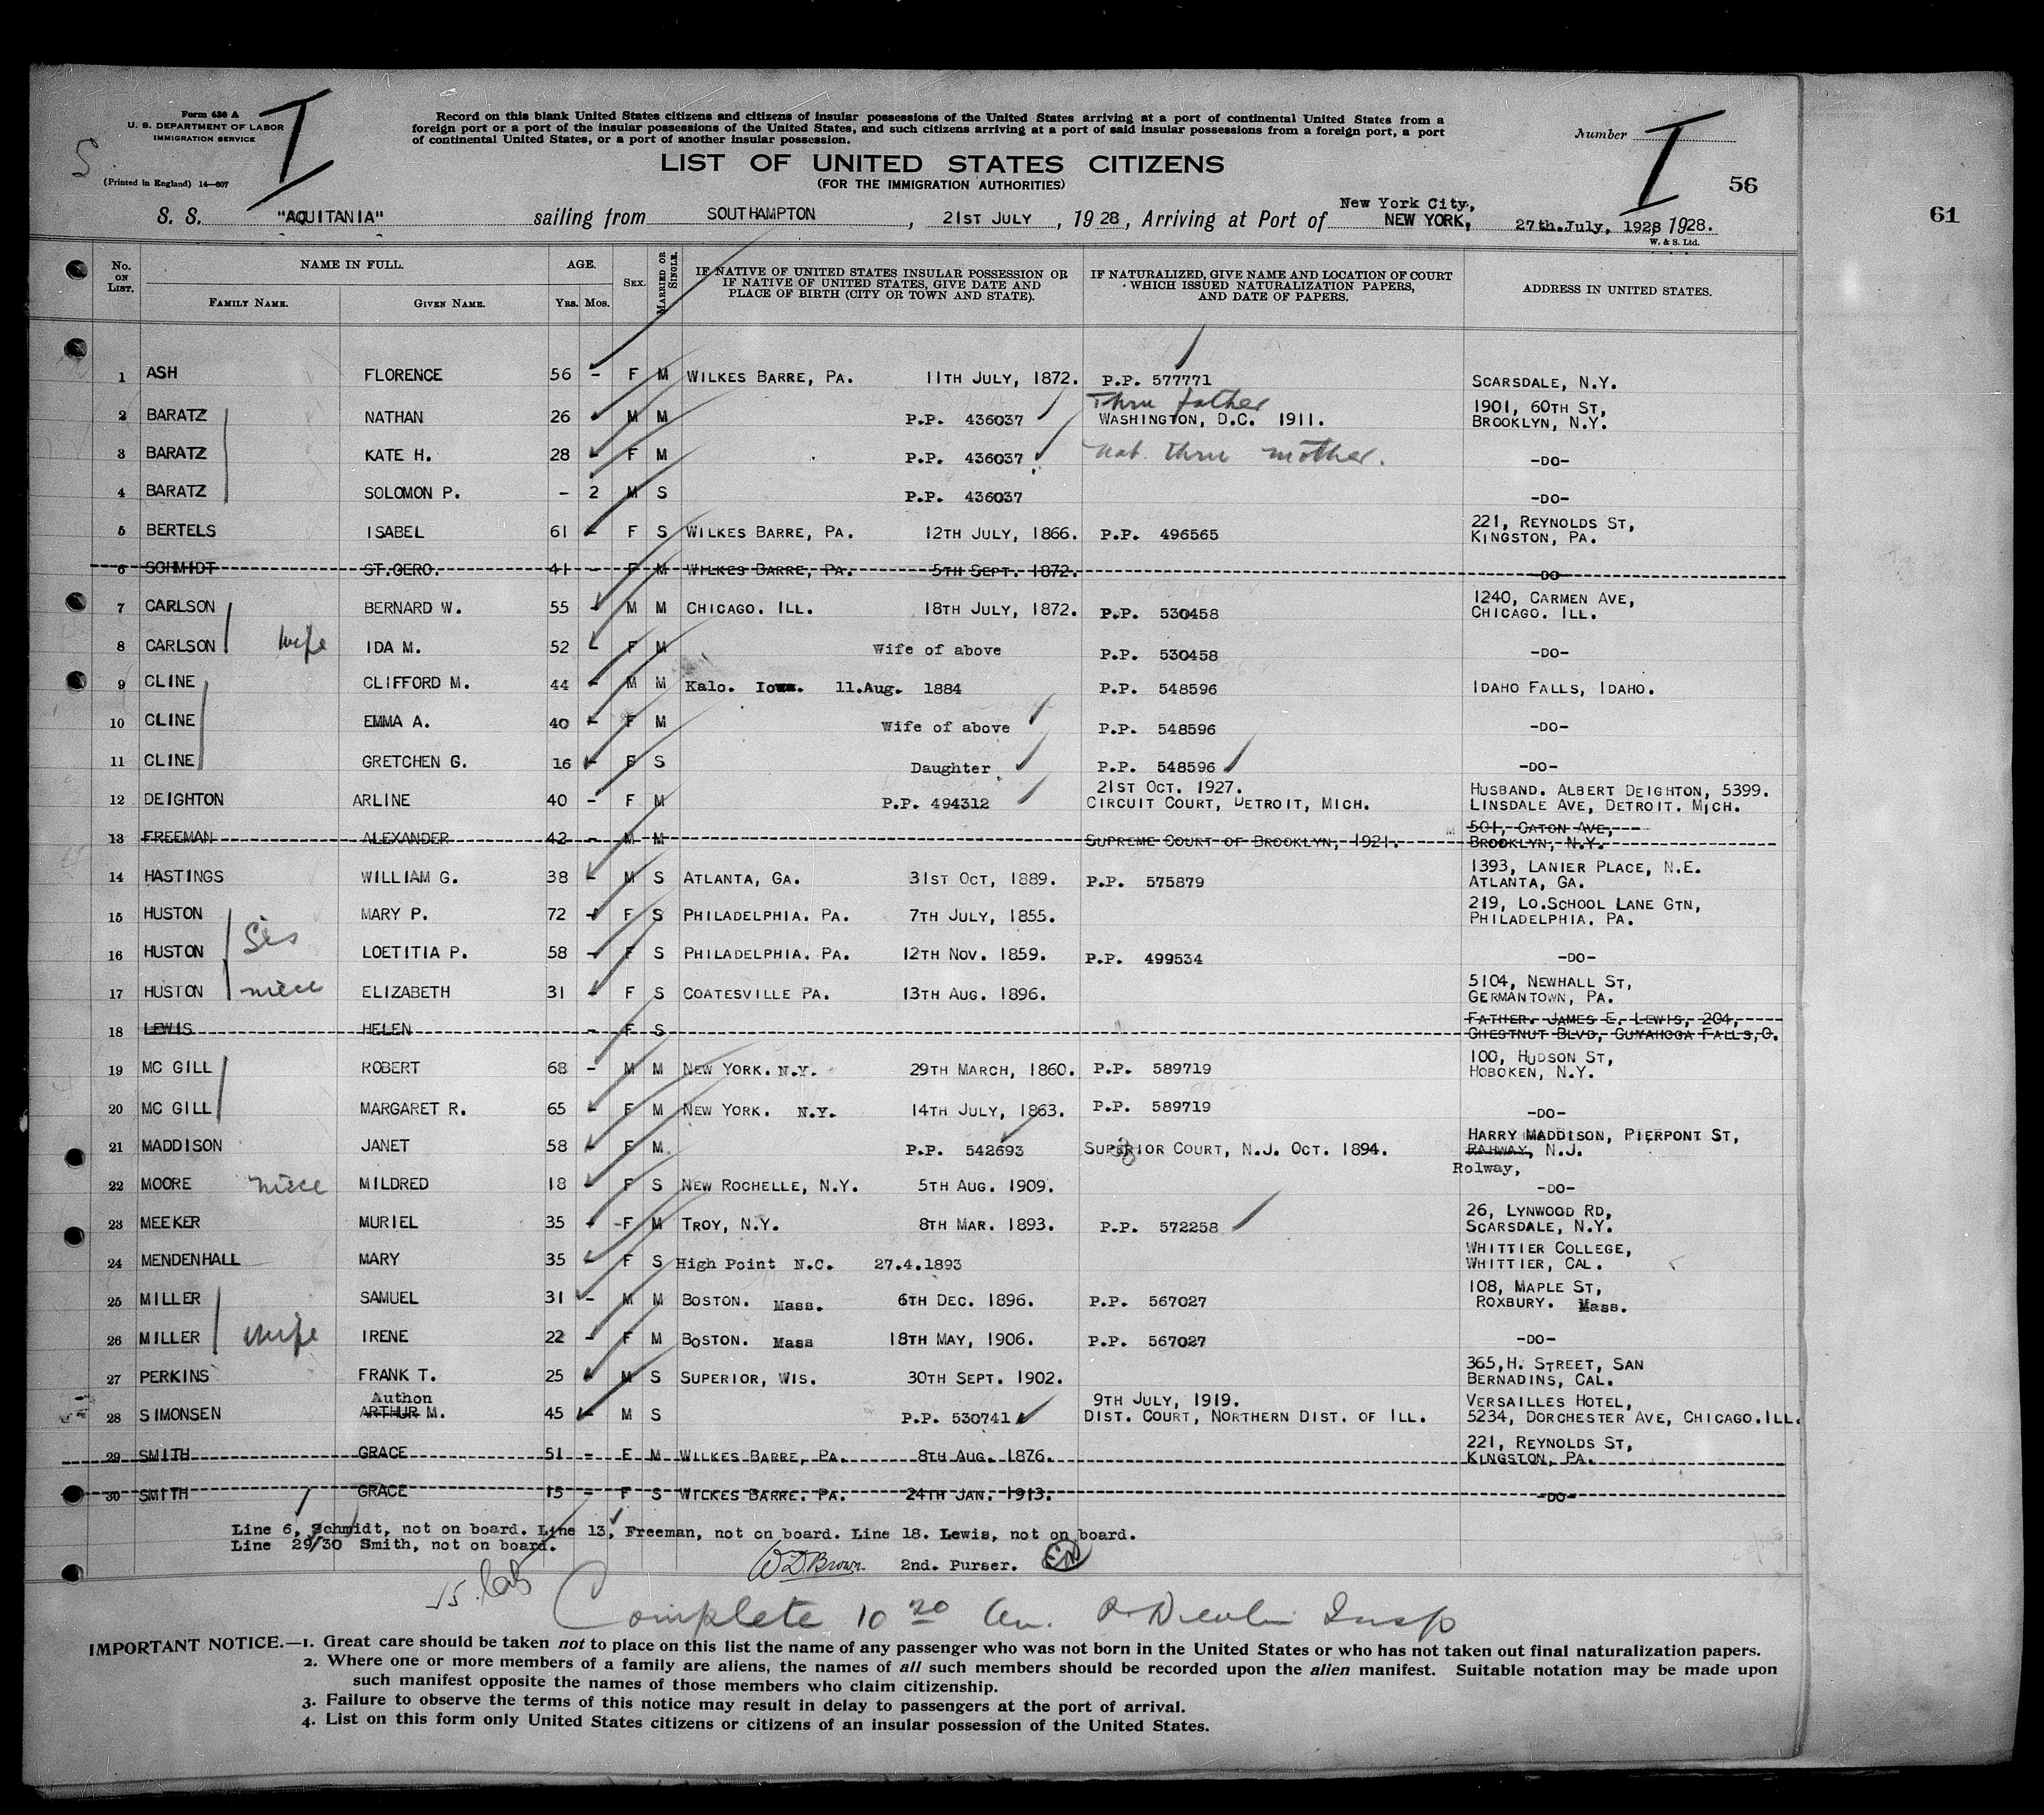 Form 630 A
U. S. DEPARTMENT OF LABOR
IMMIGRATION SERVICE
(Printed in England) 14—607
I
S
Record on this blank United States citizens and citizens of insular possessions of the United States arriving at a port of continental United States from a
foreign port or a port of the insular possessions of the United States, and such citizens arriving at a port of said insular possessions from a foreign port, a port
of continental United States, or a port of another insular possession.
LIST OF UNITED STATES CITIZENS
(FOR THE IMMIGRATION AUTHORITIES)
Number
I
56
61
S. S. "AQUITANIA" sailing from SOUTHAMPTON, 21ST JULY, 1928, Arriving at Port of New York City, NEW YORK, 27th.July, 1928 1928.
W. & S. Ltd.
No. ON LIST. NAME IN FULL. AGE. SEX. MARRIED OR SINGLE. IF NATIVE OF UNITED STATES INSULAR POSSESSION OR IF NATIVE OF UNITED STATES, GIVE DATE AND PLACE OF BIRTH (CITY OR TOWN AND STATE). IF NATURALIZED, GIVE NAME AND LOCATION OF COURT WHICH ISSUED NATURALIZATION PAPERS, AND DATE OF PAPERS. ADDRESS IN UNITED STATES.
FAMILY NAME. GIVEN NAME. YRS. MOS.
1 ASH FLORENCE 56 - F M WILKES BARRE, PA. 11TH JULY, 1872. P.P. 577771 SCARSDALE, N.Y.
2 BARATZ NATHAN 26 - M M P.P. 436037 Thru father WASHINGTON, D.C. 1911. 1901, 60TH ST, BROOKLYN, N.Y.
3 BARATZ KATE H. 28 - F M P.P. 436037 nat. thru mother. -DO-
4 BARATZ SOLOMON P. - 2 M S P.P. 436037 -DO-
5 BERTELS ISABEL 61 - F S WILKES BARRE, PA. 12TH JULY, 1866. P.P. 496565 221, REYNOLDS ST, KINGSTON, PA.
6 SCHMIDT ST.GERO. 41 - F M WILKES BARRE, PA. 5TH SEPT. 1872. -DO-
7 CARLSON BERNARD W. 55 - M M CHICAGO. ILL. 18TH JULY, 1872. P.P. 530458 1240, CARMEN AVE, CHICAGO. ILL.
8 CARLSON wife IDA M. 52 - F M Wife of above P.P. 530458 -DO-
9 CLINE CLIFFORD M. 44 - M M Kalo. Iowa. 11.Aug. 1884 P.P. 548596 IDAHO FALLS, IDAHO.
10 CLINE EMMA A. 40 - F M Wife of above P.P. 548596 -DO-
11 CLINE GRETCHEN G. 16 - F S Daughter P.P. 548596 -DO-
12 DEIGHTON ARLINE 40 - F M P.P. 494312 21ST OCT. 1927. CIRCUIT COURT, DETROIT, MICH. HUSBAND. ALBERT DEIGHTON, 5399. LINSDALE AVE, DETROIT. MICH.
13 FREEMAN ALEXANDER 42 - M M SUPREME COURT OF BROOKLYN, 1921. 501, CATON AVE, BROOKLYN, N.Y.
14 HASTINGS WILLIAM G. 38 - M S ATLANTA, GA. 31ST OCT, 1889. P.P. 575879 1393, LANIER PLACE, N.E. ATLANTA, GA.
15 HUSTON MARY P. 72 - F S PHILADELPHIA. PA. 7TH JULY, 1855. 219, LO.SCHOOL LANE GTN, PHILADELPHIA. PA.
16 HUSTON Sis LOETITIA P. 58 - F S PHILADELPHIA. PA. 12TH NOV. 1859. P.P. 499534 -DO-
17 HUSTON niece ELIZABETH 31 - F S COATESVILLE PA. 13TH AUG. 1896. 5104, NEWHALL ST, GERMANTOWN, PA.
18 LEWIS HELEN - F S FATHER. JAMES E. LEWIS, 204, CHESTNUT BLVD, CUYAHOGA FALLS, O.
19 MC GILL ROBERT 68 - M M NEW YORK. N.Y. 29TH MARCH, 1860. P.P. 589719 100, HUDSON ST, HOBOKEN, N.Y.
20 MC GILL MARGARET R. 65 - F M NEW YORK. N.Y. 14TH JULY, 1863. P.P. 589719 -DO-
21 MADDISON JANET 58 - F M P.P. 542693 SUPERIOR COURT, N.J. OCT. 1894. HARRY MADDISON, PIERPONT ST, RAHWAY, N.J. Rolway,
22 MOORE niece MILDRED 18 - F S NEW ROCHELLE, N.Y. 5TH AUG. 1909. -DO-
23 MEEKER MURIEL 35 - F M TROY, N.Y. 8TH MAR. 1893. P.P. 572258 26, LYNWOOD RD, SCARSDALE, N.Y.
24 MENDENHALL MARY 35 - F S High Point N.C. 27.4.1893 WHITTIER COLLEGE, WHITTIER, CAL.
25 MILLER SAMUEL 31 - M M BOSTON. Mass. 6TH DEC. 1896. P.P. 567027 108, MAPLE ST, ROXBURY. Mass.
26 MILLER wife IRENE 22 - F M BOSTON. Mass 18TH MAY, 1906. P.P. 567027 -DO-
27 PERKINS FRANK T. 25 - M S SUPERIOR, WIS. 30TH SEPT. 1902. 365,H. STREET, SAN BERNADINS, CAL.
28 SIMONSEN Authon ARTHUR M. 45 - M S P.P. 530741 9TH JULY, 1919. DIST. COURT, NORTHERN DIST. OF ILL. VERSAILLES HOTEL, 5234, DORCHESTER AVE, CHICAGO.ILL.
29 SMITH GRACE 51 - F M WILKES BARRE, PA. 8TH AUG. 1876. 221, REYNOLDS ST, KINGSTON, PA.
30 SMITH GRACE 15 - F S WILKES BARRE. PA. 24TH JAN. 1913. -DO-
Line 6, Schmidt, not on board. Line 13, Freeman, not on board. Line 18. Lewis, not on board.
Line 29/30 Smith, not on board.
W D Brown 2nd. Purser.
Complete 10 20 Am. Insp
IMPORTANT NOTICE.—1. Great care should be taken not to place on this list the name of any passenger who was not born in the United States or who has not taken out final naturalization papers.
2. Where one or more members of a family are aliens, the names of all such members should be recorded upon the alien manifest. Suitable notation may be made upon
such manifest opposite the names of those members who claim citizenship.
3. Failure to observe the terms of this notice may result in delay to passengers at the port of arrival.
4. List on this form only United States citizens or citizens of an insular possession of the United States.